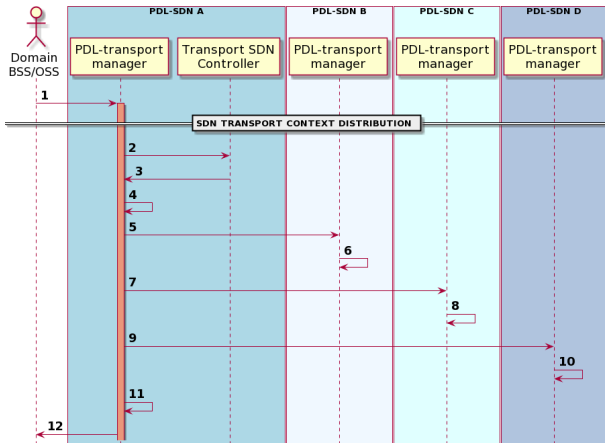 PDL-SDN A
PDL-SDN B
PDL-SDN C
PDL-SDN D
Domain
BSS/OSS
PDL-transport
manager
Transport SDN
Controller
PDL-transport
manager
PDL-transport
manager
PDL-transport
manager
1
SDN TRANSPORT CONTEXT DISTRIBUTION
2
3
4
5
6
7
8
9
10
11
12